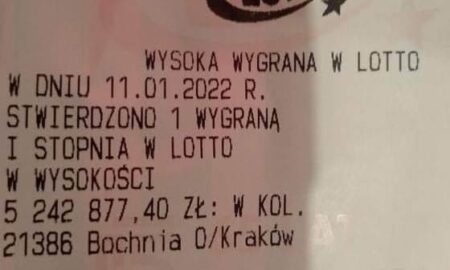 WYSOKA WYGRANA W LOTTO
W DNIU 11.01.2022 R.
STWIERDZONO 1 WYGRANĄ
I STOPNIA W LOTTO
W WYSOKOŚCI
5 242 877,40 ZŁ: W KOL.
21386 Bochnia O/Kraków